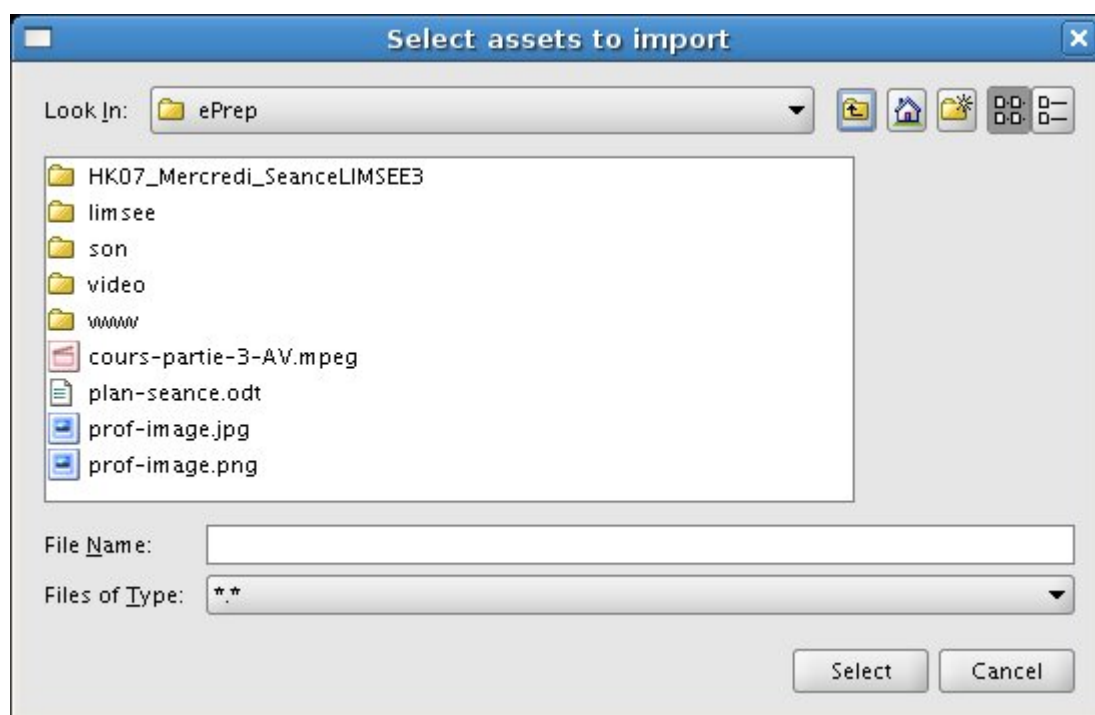 Select assets to import
Look In: ePrep
HK07_Mercredi_SeanceLIMSEE3
limsee
son
video
www
cours-partie-3-AV.mpeg
plan-seance.odt
prof-image.jpg
prof-image.png
File Name:
Files of Type: *.*
Select Cancel